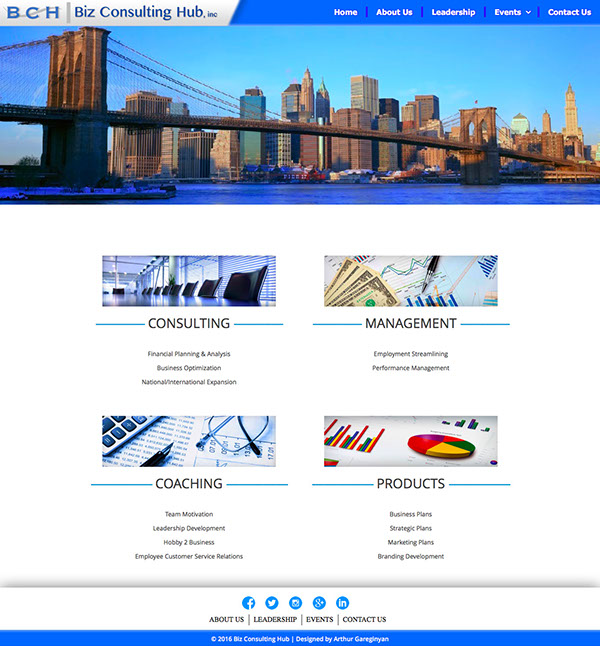 BCH | Biz Consulting Hub, inc
Home | About Us | Leadership | Events | Contact Us
CONSULTING
Financial Planning & Analysis
Business Optimization
National/International Expansion
MANAGEMENT
Employment Streamlining
Performance Management
COACHING
Team Motivation
Leadership Development
Hobby 2 Business
Employee Customer Service Relations
PRODUCTS
Business Plans
Strategic Plans
Marketing Plans
Branding Development
ABOUT US | LEADERSHIP | EVENTS | CONTACT US
© 2016 Biz Consulting Hub | Designed by Arthur Gareginyan